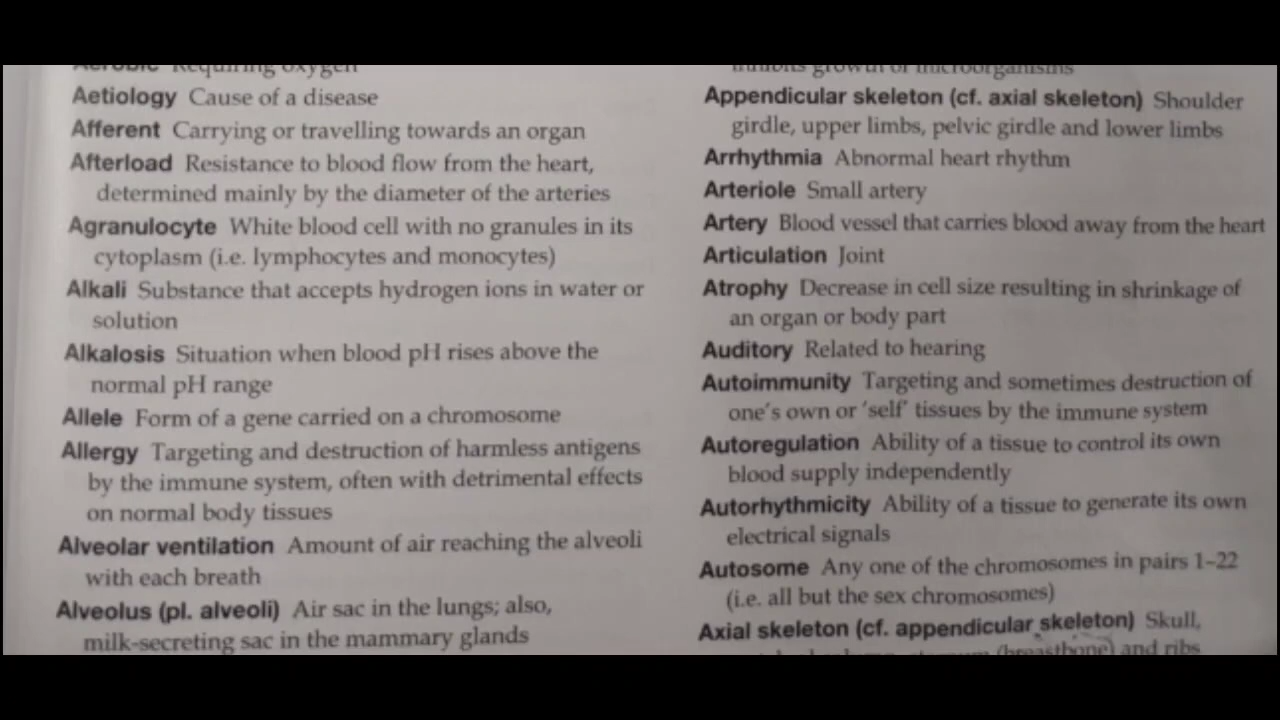 Aerobic Requiring oxygen
Aetiology Cause of a disease
Afferent Carrying or travelling towards an organ
Afterload Resistance to blood flow from the heart,
determined mainly by the diameter of the arteries
Agranulocyte White blood cell with no granules in its
cytoplasm (i.e. lymphocytes and monocytes)
Alkali Substance that accepts hydrogen ions in water or
solution
Alkalosis Situation when blood pH rises above the
normal pH range
Allele Form of a gene carried on a chromosome
Allergy Targeting and destruction of harmless antigens
by the immune system, often with detrimental effects
on normal body tissues
Alveolar ventilation Amount of air reaching the alveoli
with each breath
Alveolus (pl. alveoli) Air sac in the lungs; also,
milk-secreting sac in the mammary glands
inhibits growth of microorganisms
Appendicular skeleton (cf. axial skeleton) Shoulder
girdle, upper limbs, pelvic girdle and lower limbs
Arrhythmia Abnormal heart rhythm
Arteriole Small artery
Artery Blood vessel that carries blood away from the heart
Articulation Joint
Atrophy Decrease in cell size resulting in shrinkage of
an organ or body part
Auditory Related to hearing
Autoimmunity Targeting and sometimes destruction of
one's own or 'self' tissues by the immune system
Autoregulation Ability of a tissue to control its own
blood supply independently
Autorhythmicity Ability of a tissue to generate its own
electrical signals
Autosome Any one of the chromosomes in pairs 1–22
(i.e. all but the sex chromosomes)
Axial skeleton (cf. appendicular skeleton) Skull,
(breastbone) and ribs